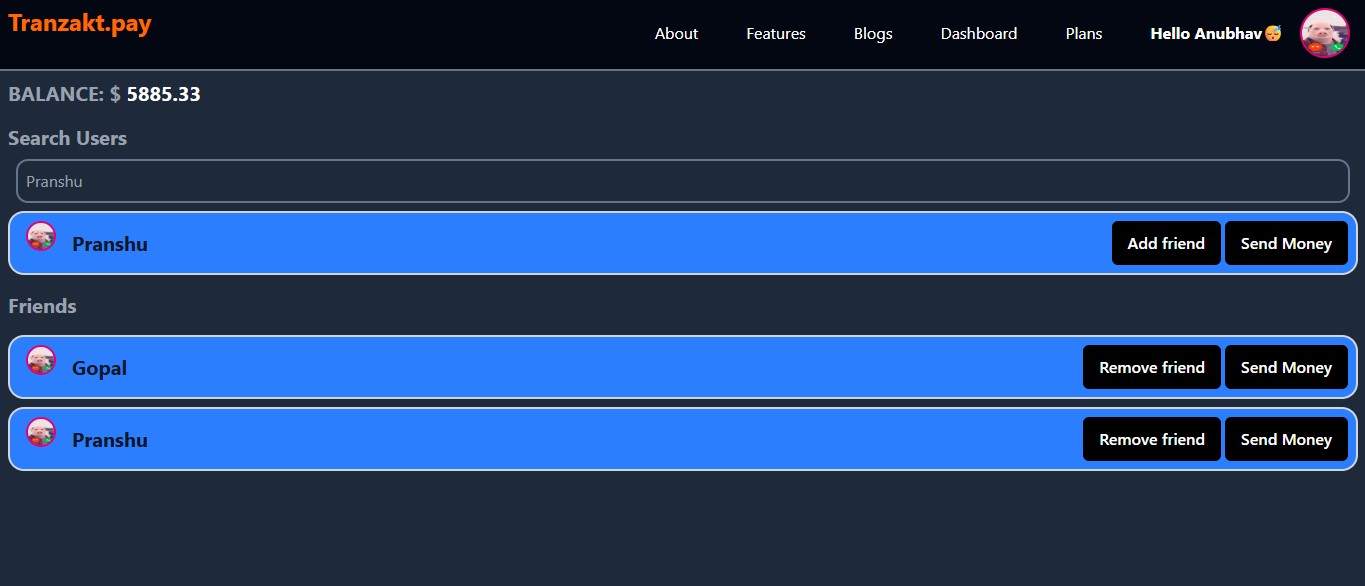 Tranzakt.pay
About Features Blogs Dashboard Plans Hello Anubhav😴
BALANCE: $ 5885.33
Search Users
Pranshu
Pranshu Add friend Send Money
Friends
Gopal Remove friend Send Money
Pranshu Remove friend Send Money